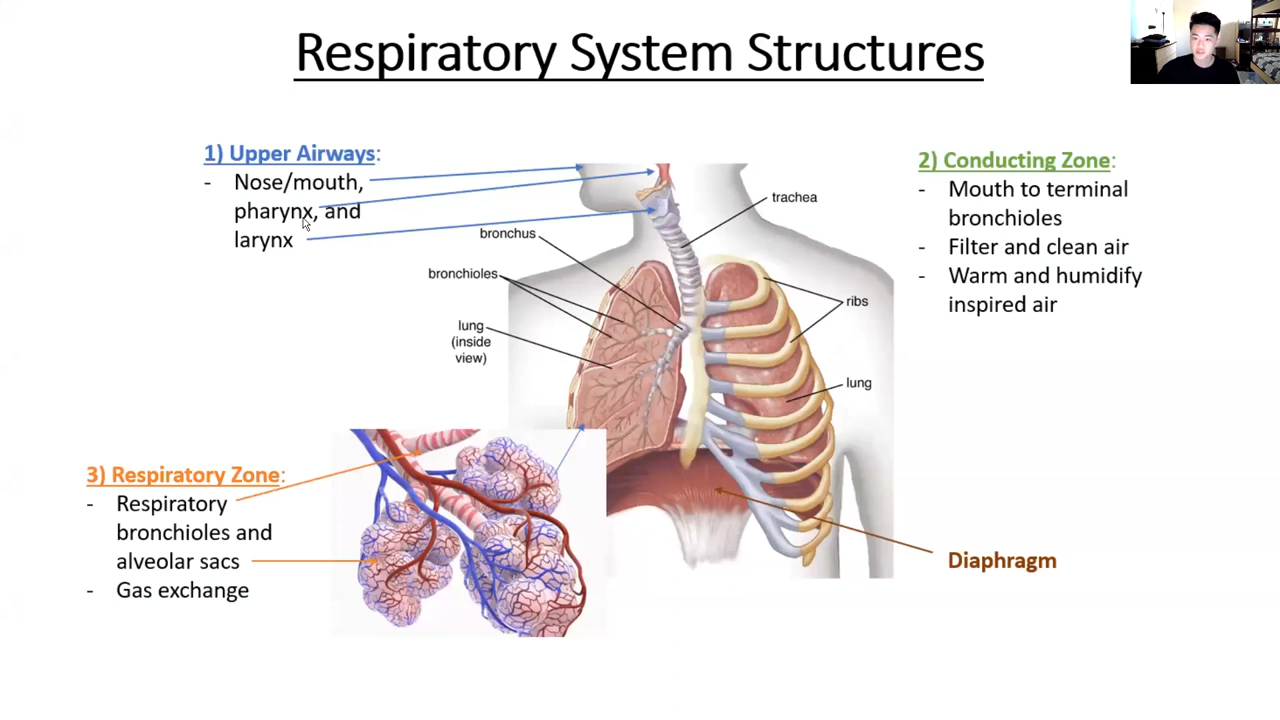 Respiratory System Structures
1) Upper Airways:
- Nose/mouth,
pharynx, and
larynx
2) Conducting Zone:
- Mouth to terminal
bronchioles
- Filter and clean air
- Warm and humidify
inspired air
trachea
bronchus
bronchioles
ribs
lung
(inside
view)
lung
3) Respiratory Zone:
- Respiratory
bronchioles and
alveolar sacs
- Gas exchange
Diaphragm